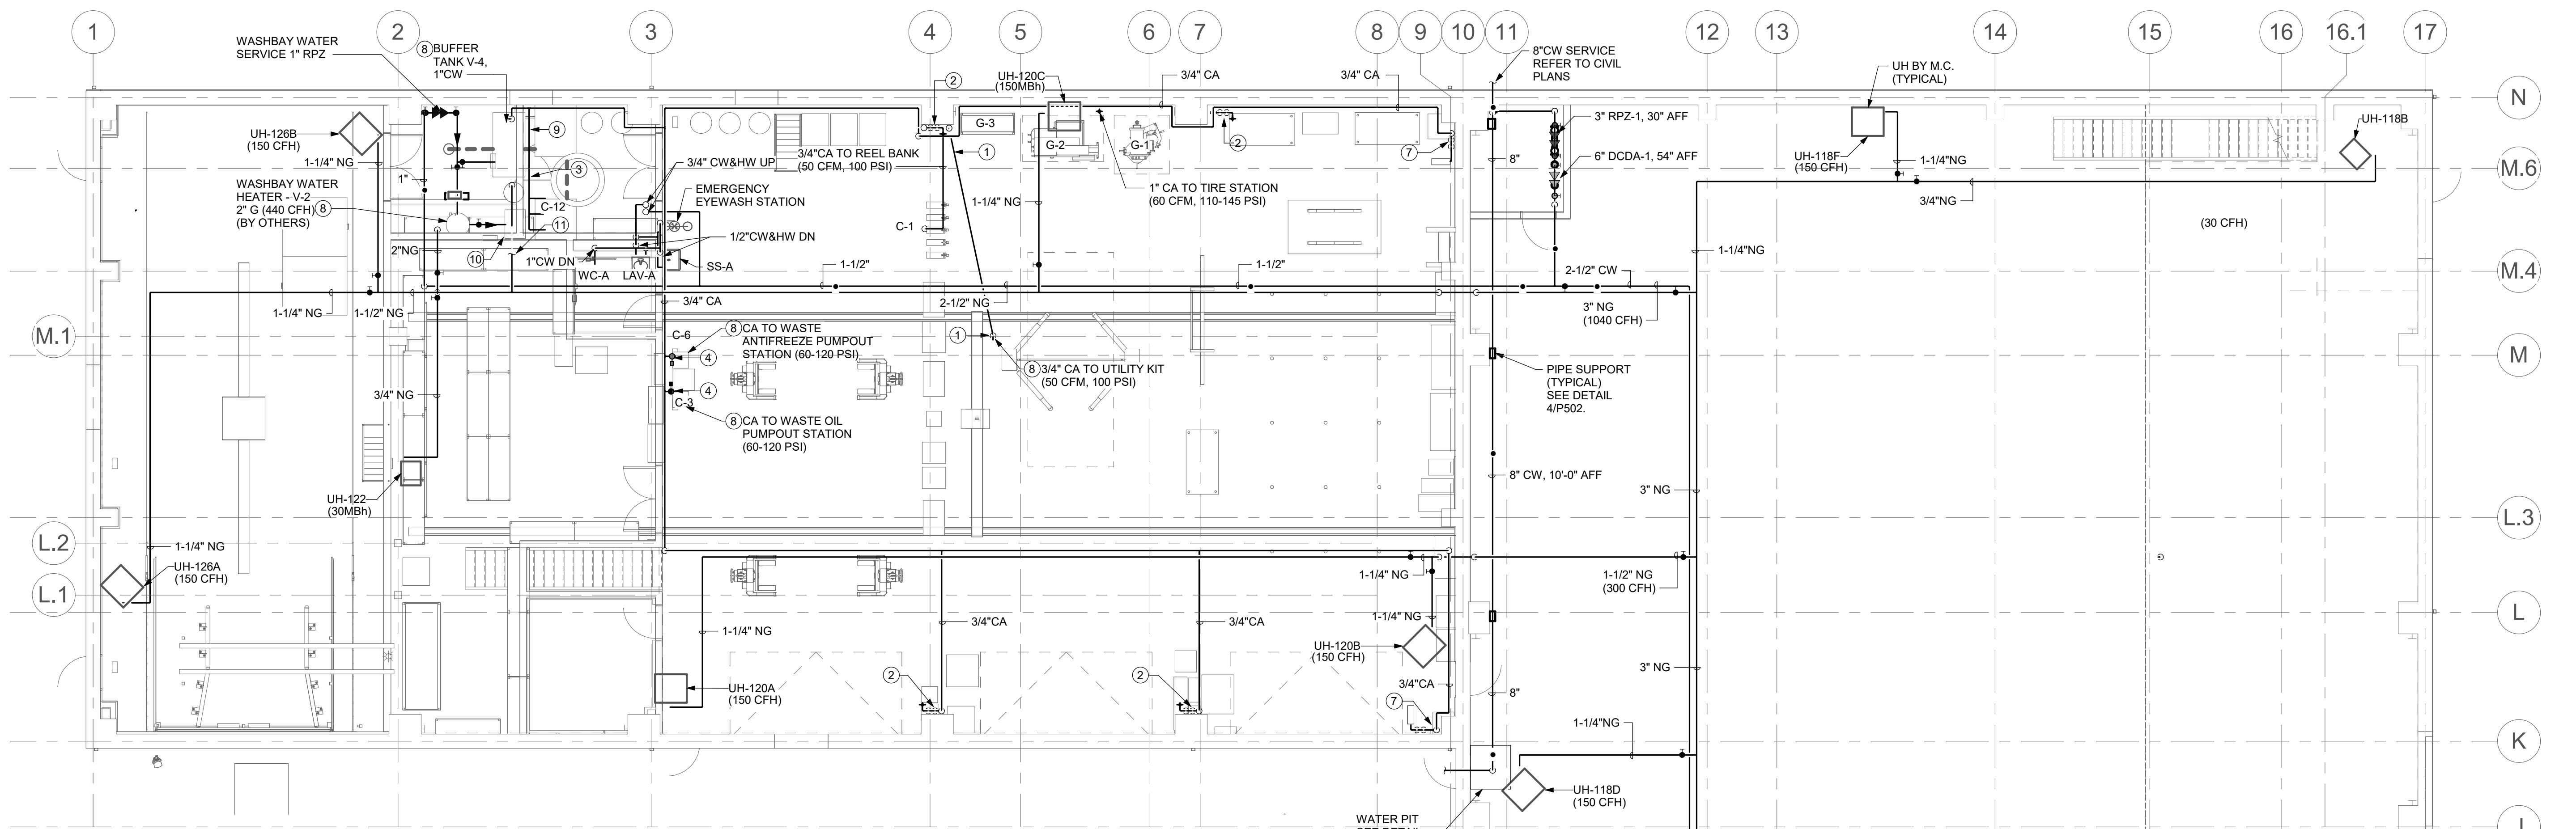 1
2
3
4
5
6
7
8
9
10
11
12
13
14
15
16
16.1
17
WASHBAY WATER
SERVICE 1" RPZ
8
BUFFER
TANK V-4,
1"CW
2
UH-120C
(150MBh)
3/4" CA
3/4" CA
8"CW SERVICE
REFER TO CIVIL
PLANS
UH BY M.C.
(TYPICAL)
N
UH-126B
(150 CFH)
9
G-3
G-2
G-1
2
7
3" RPZ-1, 30" AFF
UH-118B
1-1/4" NG
3
3/4" CW&HW UP
3/4"CA TO REEL BANK
(50 CFM, 100 PSI)
1
8"
6" DCDA-1, 54" AFF
UH-118F
(150 CFH)
1-1/4"NG
M.6
1"
WASHBAY WATER
HEATER - V-2
2" G (440 CFH)
8
(BY OTHERS)
EMERGENCY
EYEWASH STATION
1" CA TO TIRE STATION
(60 CFM, 110-145 PSI)
1-1/4" NG
3/4"NG
C-12
11
C-1
(30 CFH)
2"NG
10
1/2"CW&HW DN
1"CW DN
WC-A
LAV-A
SS-A
1-1/2"
1-1/2"
2-1/2" CW
1-1/4"NG
M.4
3/4" CA
1-1/4" NG
1-1/2" NG
2-1/2" NG
3" NG
(1040 CFH)
M.1
C-6
8
CA TO WASTE
ANTIFREEZE PUMPOUT
STATION (60-120 PSI)
4
1
8
3/4" CA TO UTILITY KIT
(50 CFM, 100 PSI)
M
PIPE SUPPORT
(TYPICAL)
SEE DETAIL
4/P502.
3/4" NG
4
C-3
8
CA TO WASTE OIL
PUMPOUT STATION
(60-120 PSI)
8" CW, 10'-0" AFF
3" NG
UH-122
(30MBh)
L.3
L.2
1-1/4" NG
UH-126A
(150 CFH)
1-1/4" NG
1-1/2" NG
(300 CFH)
L.1
1-1/4" NG
3/4"CA
3/4"CA
1-1/4" NG
L
UH-120B
(150 CFH)
3" NG
2
2
3/4"CA
UH-120A
(150 CFH)
7
8"
1-1/4"NG
K
UH-118D
(150 CFH)
WATER PIT